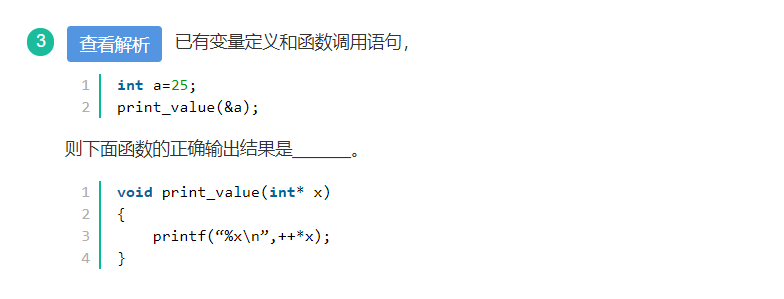 3 查看解析 已有变量定义和函数调用语句，
1 int a=25;
2 print_value(&a);
则下面函数的正确输出结果是______。
1 void print_value(int* x)
2 {
3 printf(“%x\n”,++*x);
4 }